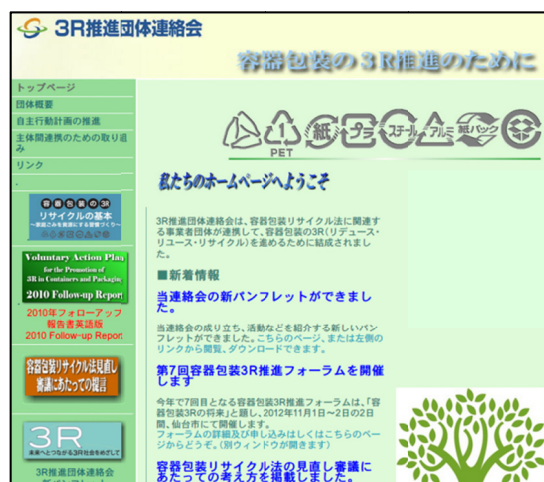 3R推進団体連絡会
容器包装の3R推進のために
トップページ
団体概要
自主行動計画の推進
主体間連携のための取り組
み
リンク
容器包装の3R
リサイクルの基本
Voluntary Action Plan
for the Promotion of
3R in Containers and Packaging
2010 Follow-up Report
2010年フォローアップ
報告書英語版
2010 Follow-up Report
容器包装リサイクル法見直し
審議にあたっての提言
3R
未来へとつながる3R社会をめざして
3R推進団体連絡会
1
PET
紙
プラ
スチール
アルミ
紙パック
私たちのホームページへようこそ
3R推進団体連絡会は、容器包装リサイクル法に関連す
る事業者団体が連携して、容器包装の3R(リデュース・
リユース・リサイクル)を進めるために結成されまし
た。
■新着情報
当連絡会の新パンフレットができまし
た。
当連絡会の成り立ち、活動などを紹介する新しいパン
フレットができました。こちらのページ、または左側の
リンクから閲覧、ダウンロードできます。
第7回容器包装3R推進フォーラムを開催
します
今年で7回目となる容器包装3R推進フォーラムは、「容
器包装3Rの将来」と題し、2012年11月1日～2日の2日
間、仙台市にて開催します。
フォーラムの詳細及び申し込みはしくはこちらのペー
ジからどうぞ。(別ウィンドウが開きます)
容器包装リサイクル法の見直し審議に
あたっての考え方を掲載しました。